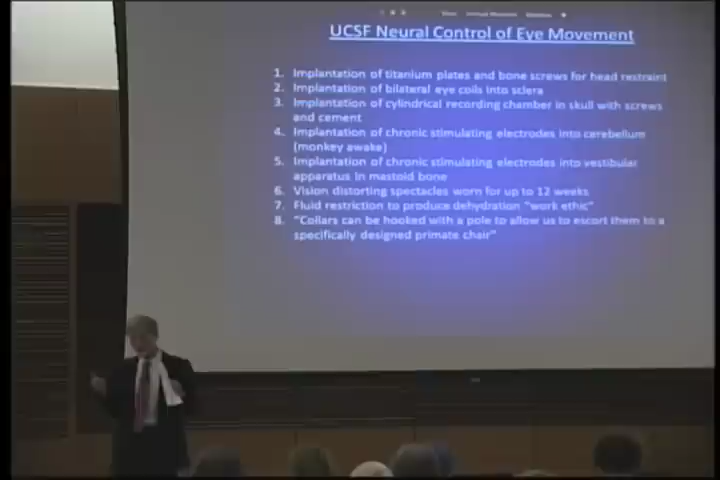 UCSF Neural Control of Eye Movement
1. Implantation of titanium plates and bone screws for head restraint
2. Implantation of bilateral eye coils into sclera
3. Implantation of cylindrical recording chamber in skull with screws
and cement
4. Implantation of chronic stimulating electrodes into cerebellum
(monkey awake)
5. Implantation of chronic stimulating electrodes into vestibular
apparatus in mastoid bone
6. Vision distorting spectacles worn for up to 12 weeks
7. Fluid restriction to produce dehydration "work ethic"
8. "Collars can be hooked with a pole to allow us to escort them to a
specifically designed primate chair"